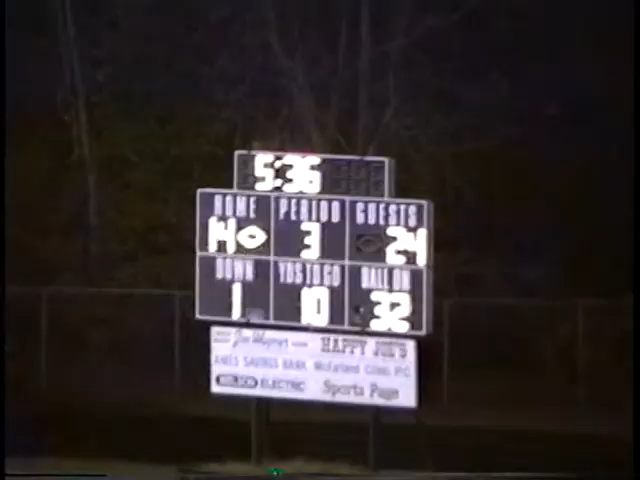 5:36
HOME PERIOD GUESTS
14 3 24
DOWN YDS TO GO BALL ON
1 10 32
HAPPY JOE'S
AMES SAVINGS BANK McFarland Clinic P.C.
NELSON ELECTRIC Sports Page